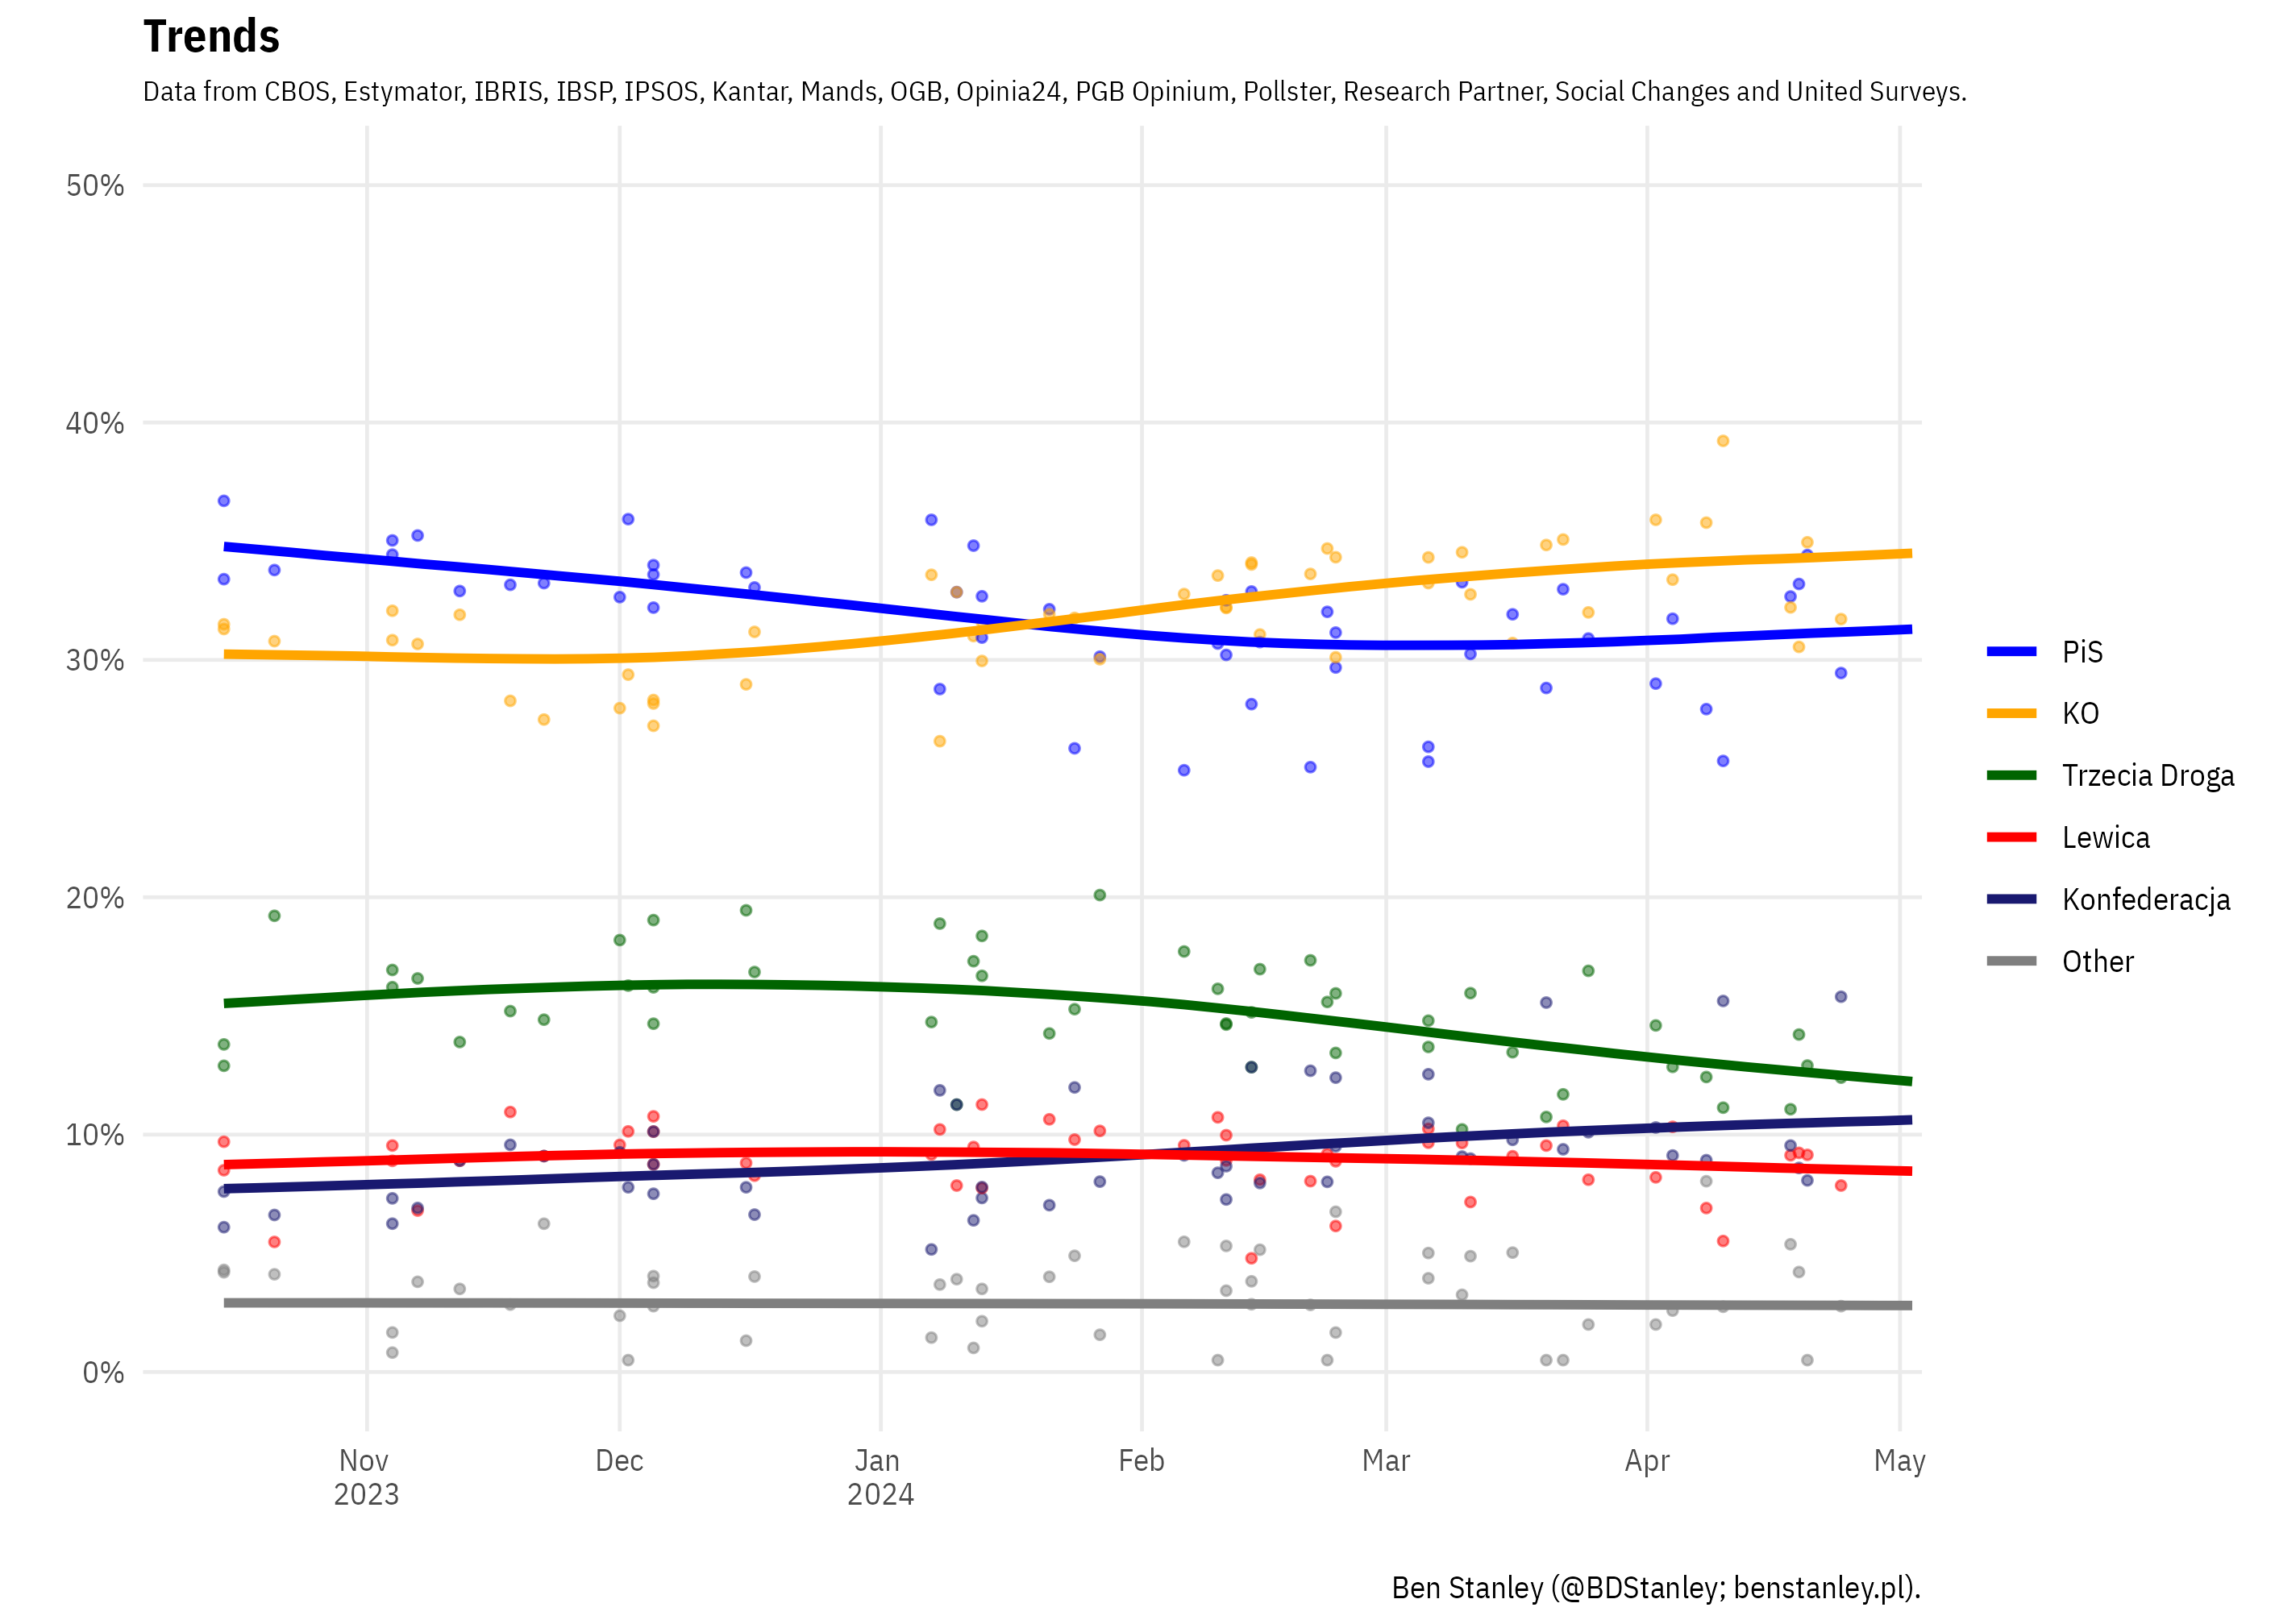 Trends
Data from CBOS, Estymator, IBRIS, IBSP, IPSOS, Kantar, Mands, OGB, Opinia24, PGB Opinium, Pollster, Research Partner, Social Changes and United Surveys.
50%
40%
30%
20%
10%
0%
Nov 2023
Dec
Jan 2024
Feb
Mar
Apr
May
PiS
KO
Trzecia Droga
Lewica
Konfederacja
Other
Ben Stanley (@BDStanley; benstanley.pl).